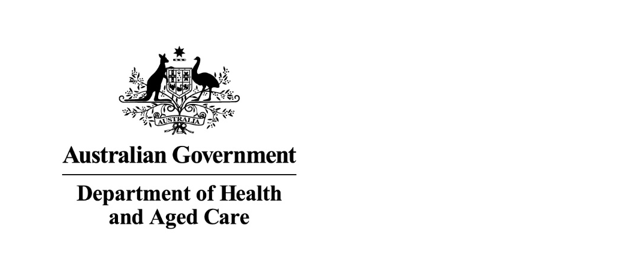 AUSTRALIA
Australian Government
Department of Health
and Aged Care